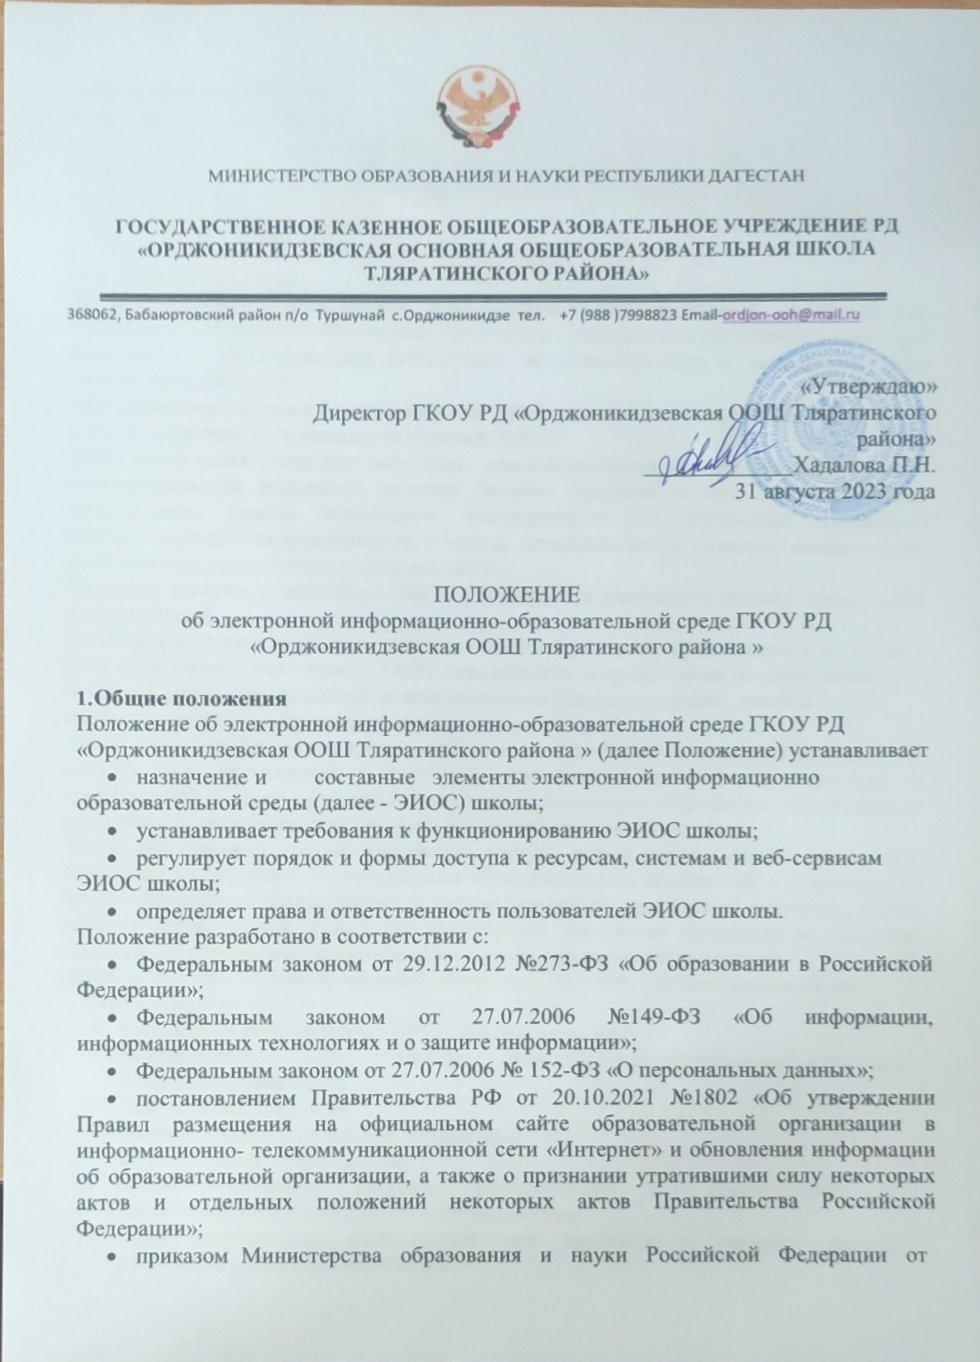 МИНИСТЕРСТВО ОБРАЗОВАНИЯ И НАУКИ РЕСПУБЛИКИ ДАГЕСТАН
ГОСУДАРСТВЕННОЕ КАЗЕННОЕ ОБЩЕОБРАЗОВАТЕЛЬНОЕ УЧРЕЖДЕНИЕ РД
«ОРДЖОНИКИДЗЕВСКАЯ ОСНОВНАЯ ОБЩЕОБРАЗОВАТЕЛЬНАЯ ШКОЛА
ТЛЯРАТИНСКОГО РАЙОНА»
368062, Бабаюртовский район п/о Туршунай с.Орджоникидзе тел. +7 (988 )7998823 Email-ordjon-ooh@mail.ru
«Утверждаю»
Директор ГКОУ РД «Орджоникидзевская ООШ Тляратинского
района»
____________Хадалова П.Н.
31 августа 2023 года
ПОЛОЖЕНИЕ
об электронной информационно-образовательной среде ГКОУ РД
«Орджоникидзевская ООШ Тляратинского района »
1.Общие положения
Положение об электронной информационно-образовательной среде ГКОУ РД
«Орджоникидзевская ООШ Тляратинского района » (далее Положение) устанавливает
• назначение и составные элементы электронной информационно
образовательной среды (далее - ЭИОС) школы;
• устанавливает требования к функционированию ЭИОС школы;
• регулирует порядок и формы доступа к ресурсам, системам и веб-сервисам
ЭИОС школы;
• определяет права и ответственность пользователей ЭИОС школы.
Положение разработано в соответствии с:
• Федеральным законом от 29.12.2012 №273-ФЗ «Об образовании в Российской
Федерации»;
• Федеральным законом от 27.07.2006 №149-ФЗ «Об информации,
информационных технологиях и о защите информации»;
• Федеральным законом от 27.07.2006 № 152-ФЗ «О персональных данных»;
• постановлением Правительства РФ от 20.10.2021 №1802 «Об утверждении
Правил размещения на официальном сайте образовательной организации в
информационно- телекоммуникационной сети «Интернет» и обновления информации
об образовательной организации, а также о признании утратившими силу некоторых
актов и отдельных положений некоторых актов Правительства Российской
Федерации»;
• приказом Министерства образования и науки Российской Федерации от